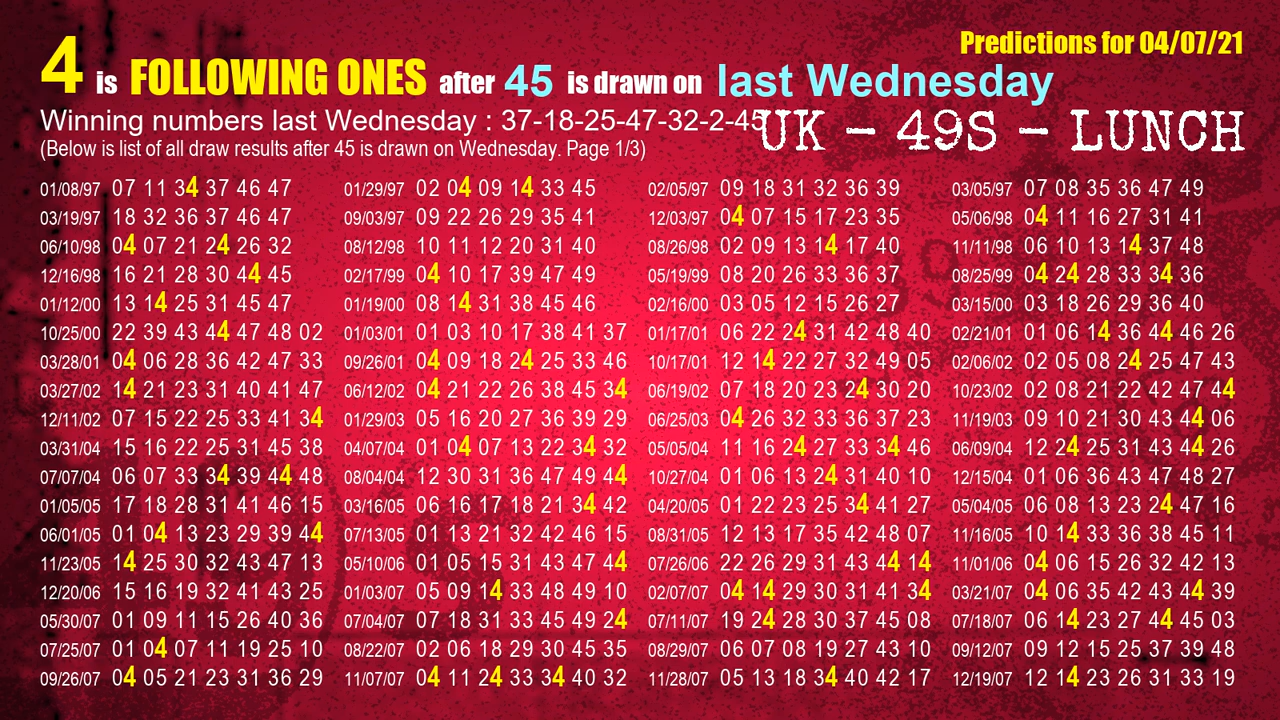 Predictions for 04/07/21
4 is FOLLOWING ONES after 45 is drawn on last Wednesday
Winning numbers last Wednesday : 37-18-25-47-32-2-45
UK - 49S - LUNCH
(Below is list of all draw results after 45 is drawn on Wednesday. Page 1/3)
01/08/97 07 11 34 37 46 47 01/29/97 02 04 09 14 33 45 02/05/97 09 18 31 32 36 39 03/05/97 07 08 35 36 47 49
03/19/97 18 32 36 37 46 47 09/03/97 09 22 26 29 35 41 12/03/97 04 07 15 17 23 35 05/06/98 04 11 16 27 31 41
06/10/98 04 07 21 24 26 32 08/12/98 10 11 12 20 31 40 08/26/98 02 09 13 14 17 40 11/11/98 06 10 13 14 37 48
12/16/98 16 21 28 30 44 45 02/17/99 04 10 17 39 47 49 05/19/99 08 20 26 33 36 37 08/25/99 04 24 28 33 34 36
01/12/00 13 14 25 31 45 47 01/19/00 08 14 31 38 45 46 02/16/00 03 05 12 15 26 27 03/15/00 03 18 26 29 36 40
10/25/00 22 39 43 44 47 48 02 01/03/01 01 03 10 17 38 41 37 01/17/01 06 22 24 31 42 48 40 02/21/01 01 06 14 36 44 46 26
03/28/01 04 06 28 36 42 47 33 09/26/01 04 09 18 24 25 33 46 10/17/01 12 14 22 27 32 49 05 02/06/02 02 05 08 24 25 47 43
03/27/02 14 21 23 31 40 41 47 06/12/02 04 21 22 26 38 45 34 06/19/02 07 18 20 23 24 30 20 10/23/02 02 08 21 22 42 47 44
12/11/02 07 15 22 25 33 41 34 01/29/03 05 16 20 27 36 39 29 06/25/03 04 26 32 33 36 37 23 11/19/03 09 10 21 30 43 44 06
03/31/04 15 16 22 25 31 45 38 04/07/04 01 04 07 13 22 34 32 05/05/04 11 16 24 27 33 34 46 06/09/04 12 24 25 31 43 44 26
07/07/04 06 07 33 34 39 44 48 08/04/04 12 30 31 36 47 49 44 10/27/04 01 06 13 24 31 40 10 12/15/04 01 06 36 43 47 48 27
01/05/05 17 18 28 31 41 46 15 03/16/05 06 16 17 18 21 34 42 04/20/05 01 22 23 25 34 41 27 05/04/05 06 08 13 23 24 47 16
06/01/05 01 04 13 23 29 39 44 07/13/05 01 13 21 32 42 46 15 08/31/05 12 13 17 35 42 48 07 11/16/05 10 14 33 36 38 45 11
11/23/05 14 25 30 32 43 47 13 05/10/06 01 05 15 31 43 47 44 07/26/06 22 26 29 31 43 44 14 11/01/06 04 06 15 26 32 42 13
12/20/06 15 16 19 32 41 43 25 01/03/07 05 09 14 33 48 49 10 02/07/07 04 14 29 30 31 41 34 03/21/07 04 06 35 42 43 44 39
05/30/07 01 09 11 15 26 40 36 07/04/07 07 18 31 33 45 49 24 07/11/07 19 24 28 30 37 45 08 07/18/07 13 14 23 27 44 45 03
07/25/07 01 04 07 11 19 25 10 08/22/07 02 06 18 29 30 45 35 08/29/07 06 07 08 19 27 43 10 09/12/07 09 12 15 25 37 39 48
09/26/07 04 05 21 23 31 36 29 11/07/07 04 11 24 33 34 40 32 11/28/07 05 13 18 34 40 42 17 12/19/07 12 14 23 26 31 33 19